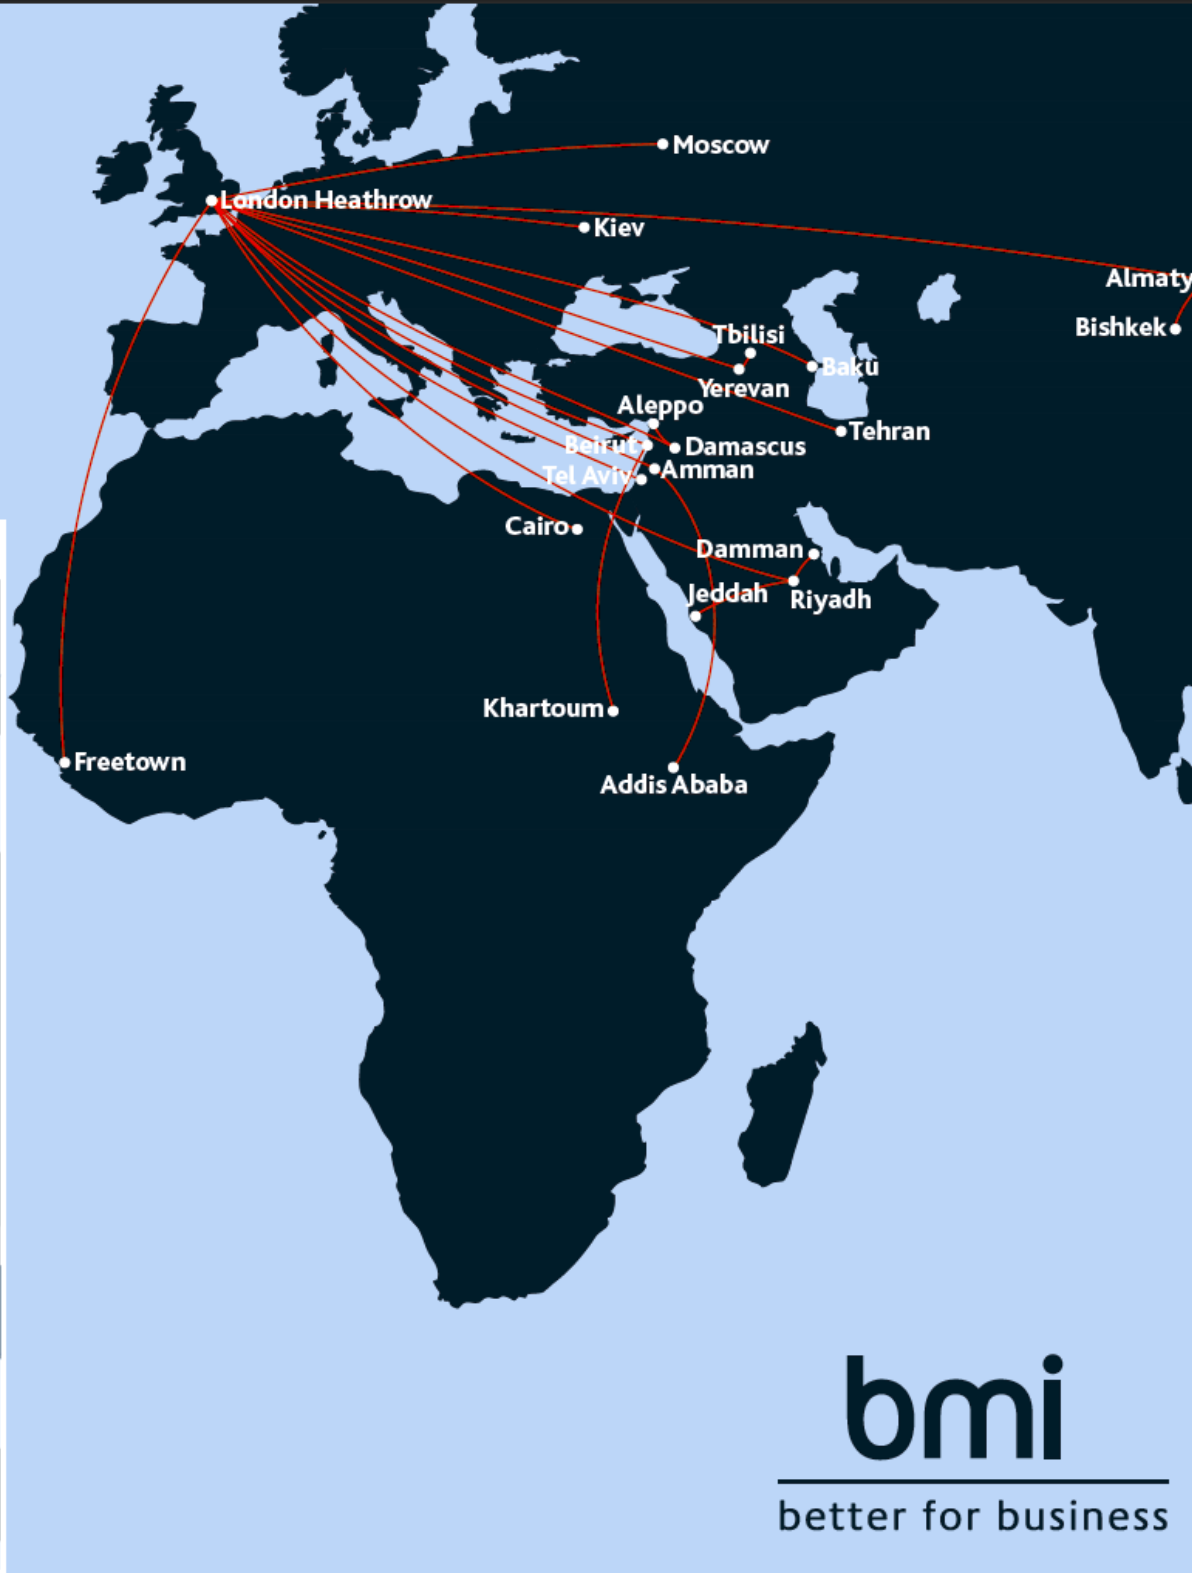 Moscow
London Heathrow
Kiev
Almaty
Bishkek
Tbilisi
Baku
Yerevan
Aleppo
Tehran
Beirut
Damascus
Amman
Tel Aviv
Cairo
Damman
Jeddah
Riyadh
Khartoum
Freetown
Addis Ababa
bmi
better for business